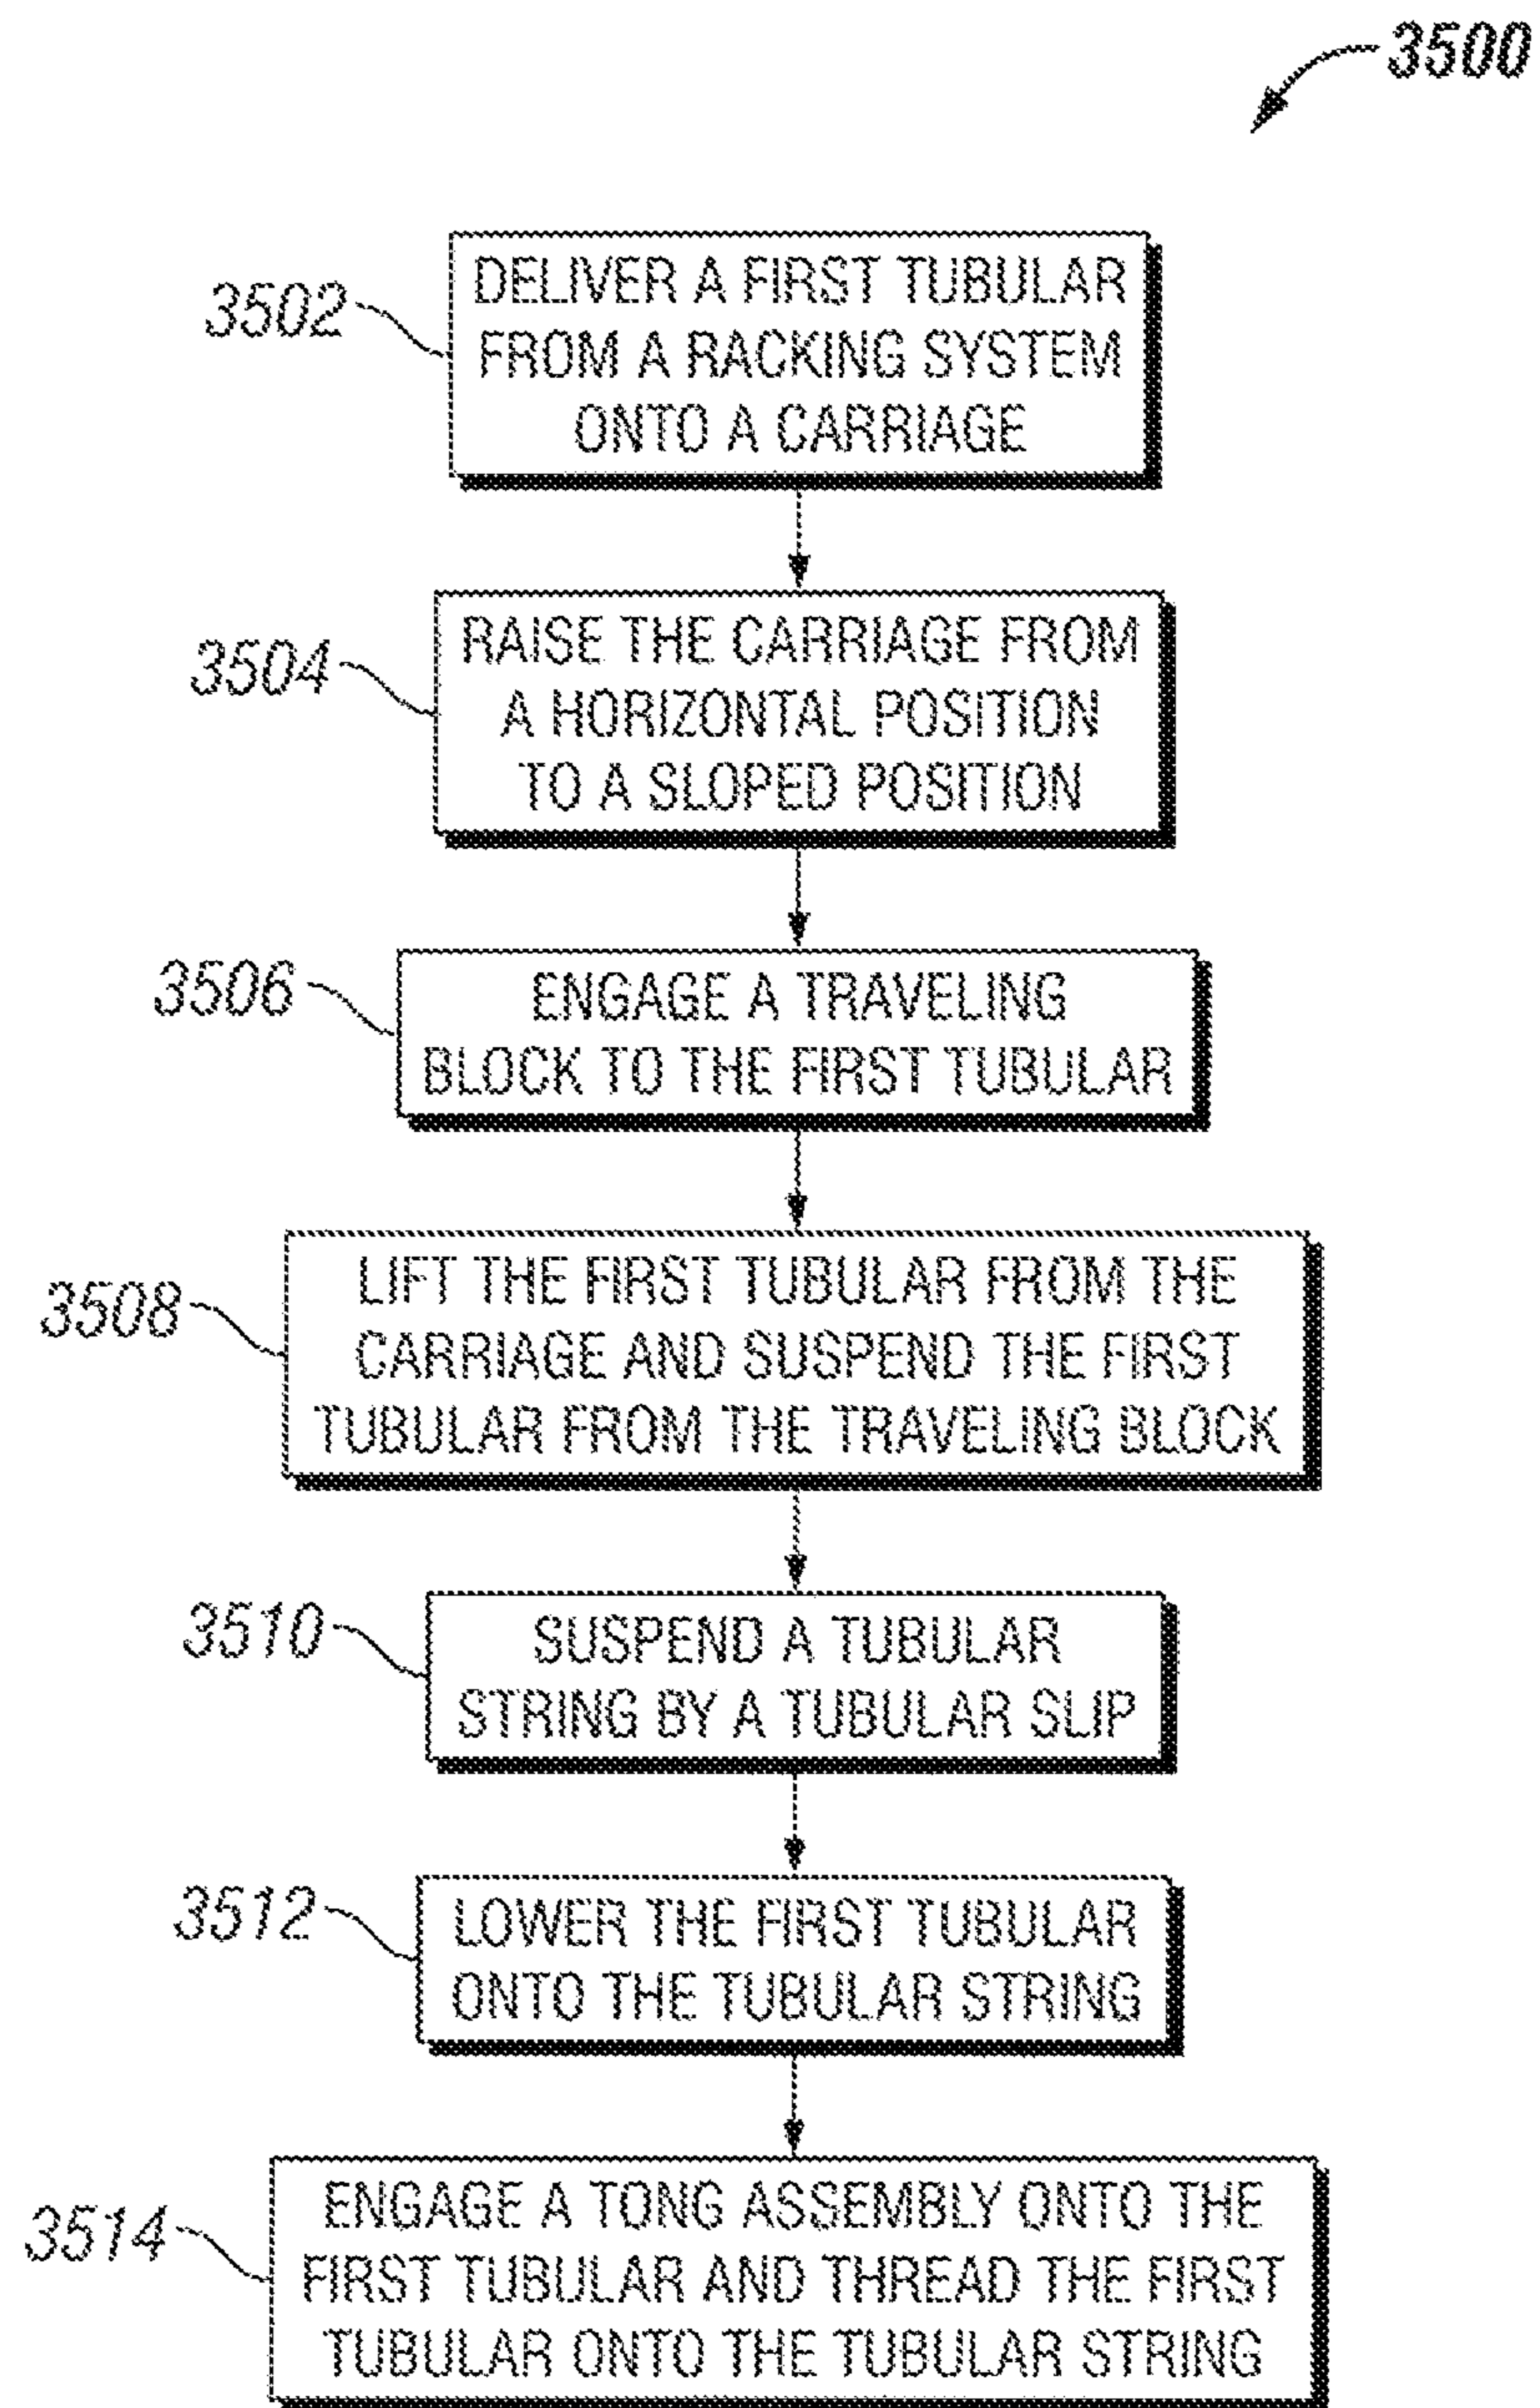 3500
3502
DELIVER A FIRST TUBULAR
FROM A RACKING SYSTEM
ONTO A CARRIAGE
3504
RAISE THE CARRIAGE FROM
A HORIZONTAL POSITION
TO A SLOPED POSITION
3506
ENGAGE A TRAVELING
BLOCK TO THE FIRST TUBULAR
3508
LIFT THE FIRST TUBULAR FROM THE
CARRIAGE AND SUSPEND THE FIRST
TUBULAR FROM THE TRAVELING BLOCK
3510
SUSPEND A TUBULAR
STRING BY A TUBULAR SLIP
3512
LOWER THE FIRST TUBULAR
ONTO THE TUBULAR STRING
3514
ENGAGE A TONG ASSEMBLY ONTO THE
FIRST TUBULAR AND THREAD THE FIRST
TUBULAR ONTO THE TUBULAR STRING